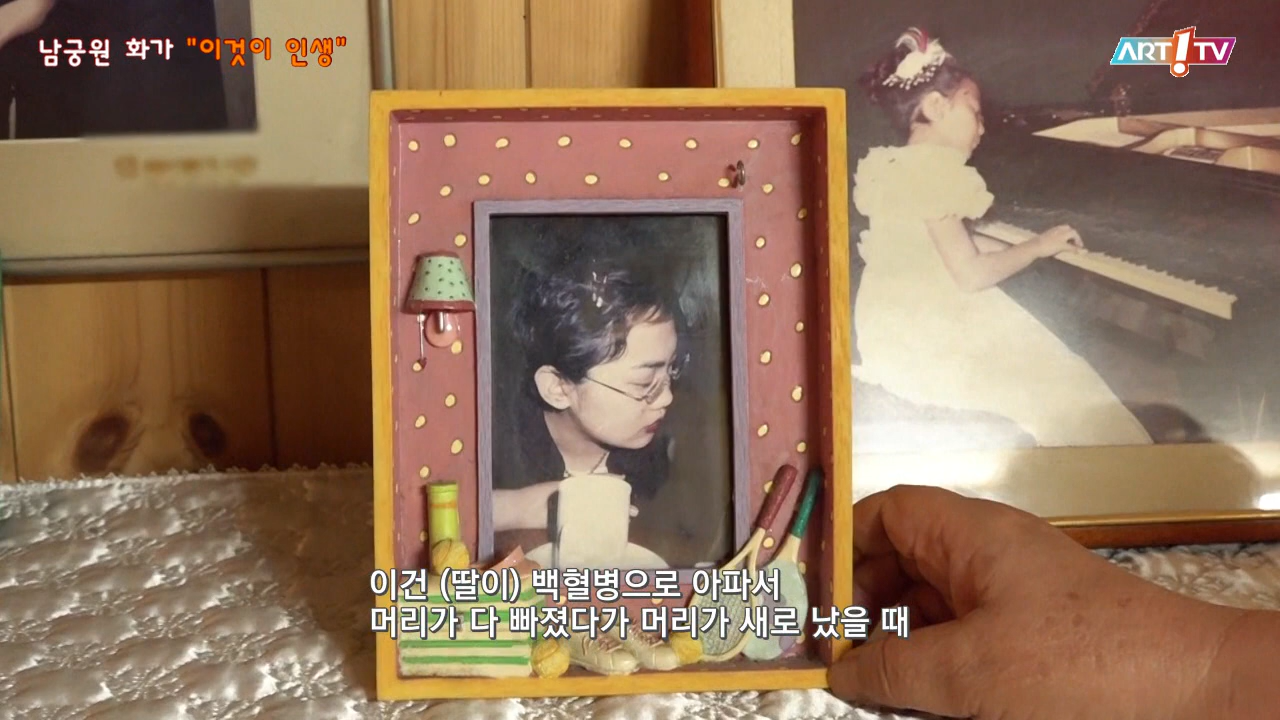 남궁원 화가 "이것이 인생"
ART!TV
이건 (딸이) 백혈병으로 아파서
머리가 다 빠졌다가 머리가 새로 났을 때